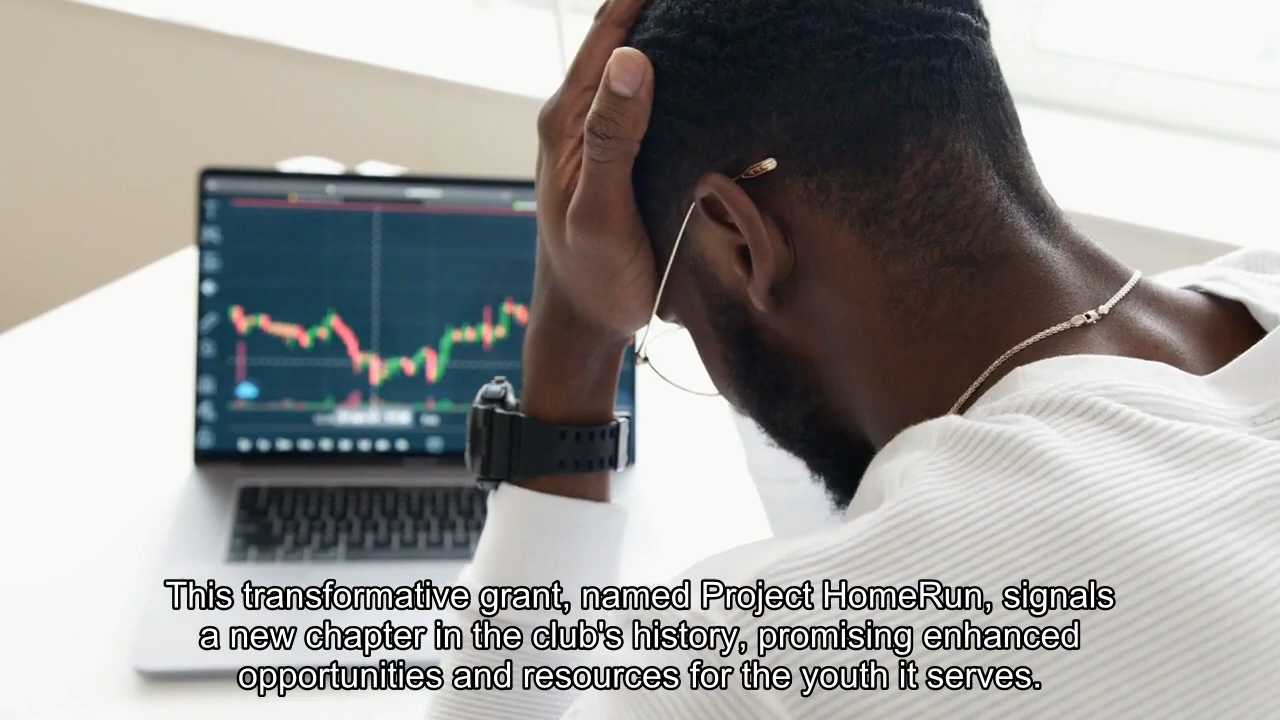 This transformative grant, named Project HomeRun, signals
a new chapter in the club's history, promising enhanced
opportunities and resources for the youth it serves.